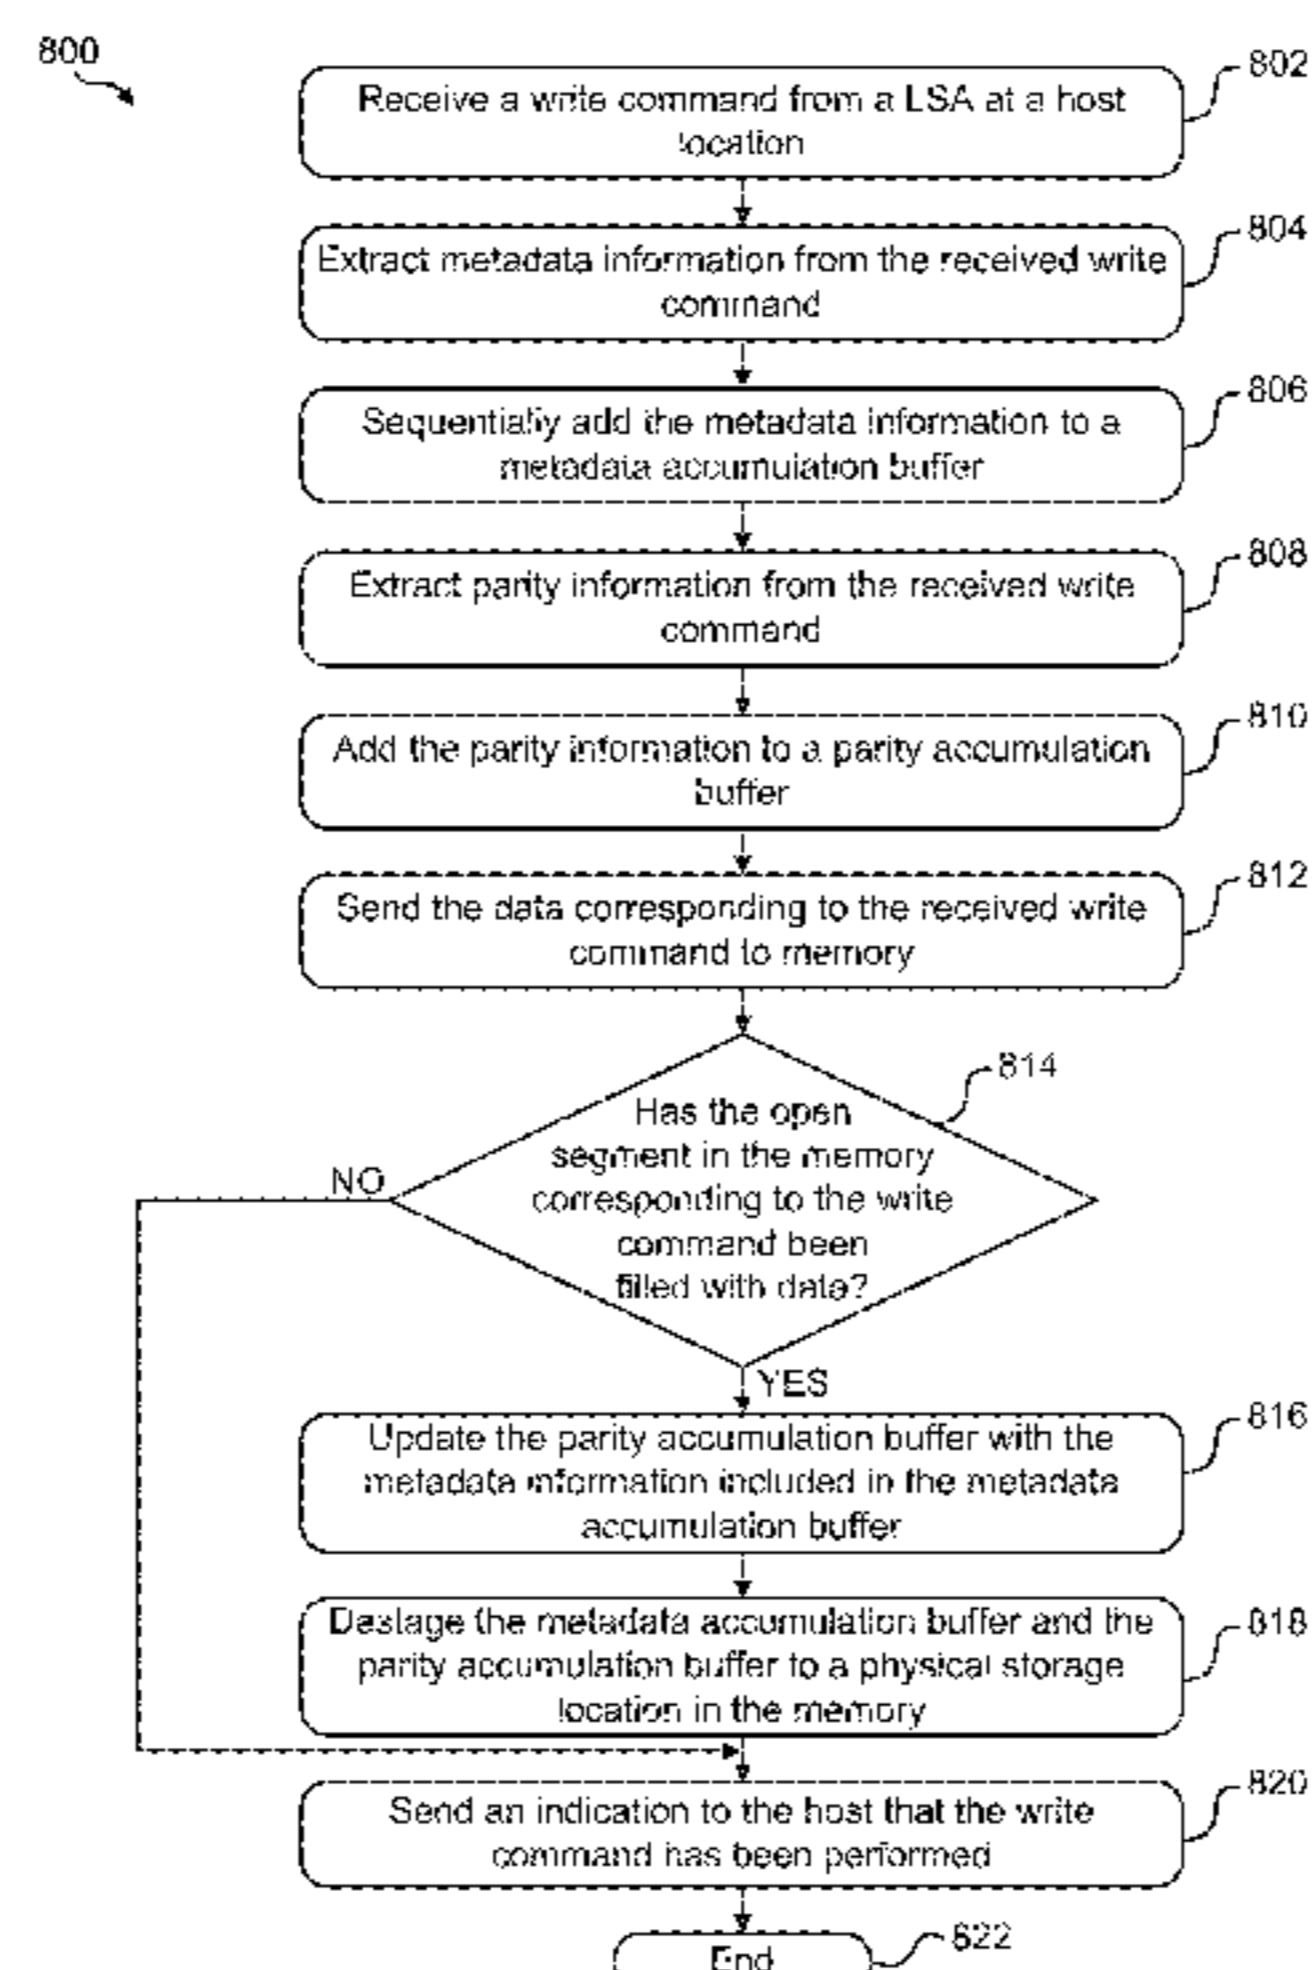 800
802
Receive a write command from a LSA at a host
location
804
Extract metadata information from the received write
command
806
Sequentially add the metadata information to a
metadata accumulation buffer
808
Extract parity information from the received write
command
810
Add the parity information to a parity accumulation
buffer
812
Send the data corresponding to the received write
command to memory
814
Has the open
segment in the memory
corresponding to the write
command been
filled with data?
NO
YES
816
Update the parity accumulation buffer with the
metadata information included in the metadata
accumulation buffer
818
Destage the metadata accumulation buffer and the
parity accumulation buffer to a physical storage
location in the memory
820
Send an indication to the host that the write
command has been performed
822
End